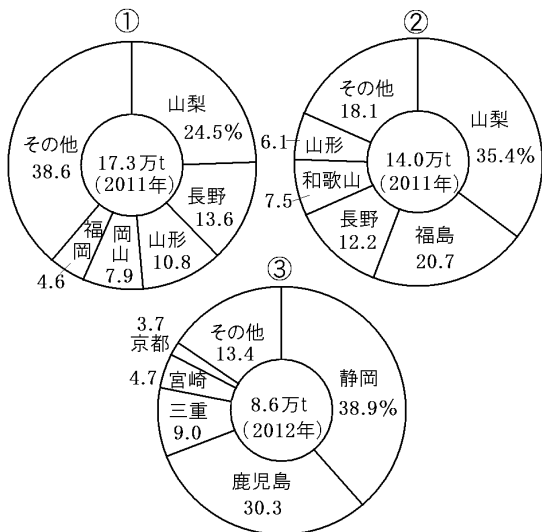 ①
山梨
24.5%
長野
13.6
山形
10.8
岡山
7.9
福岡
4.6
その他
38.6
17.3万t
(2011年)
②
山梨
35.4%
福島
20.7
長野
12.2
和歌山
7.5
山形
6.1
その他
18.1
14.0万t
(2011年)
③
静岡
38.9%
鹿児島
30.3
三重
9.0
宮崎
4.7
京都
3.7
その他
13.4
8.6万t
(2012年)